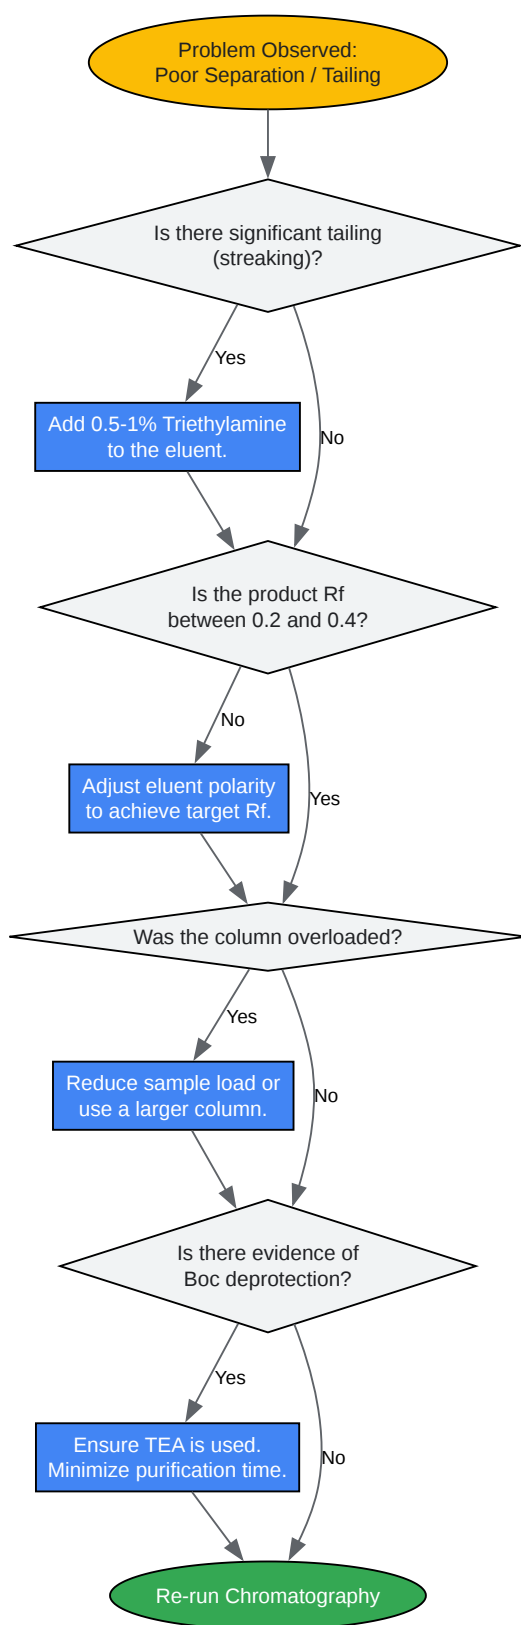 Problem Observed:
Poor Separation / Tailing
Is there significant tailing
(streaking)?
Yes
Add 0.5-1% Triethylamine
to the eluent.
No
Is the product Rf
between 0.2 and 0.4?
No
Adjust eluent polarity
to achieve target Rf.
Yes
Was the column overloaded?
Yes
Reduce sample load or
use a larger column.
No
Is there evidence of
Boc deprotection?
Yes
Ensure TEA is used.
Minimize purification time.
No
Re-run Chromatography